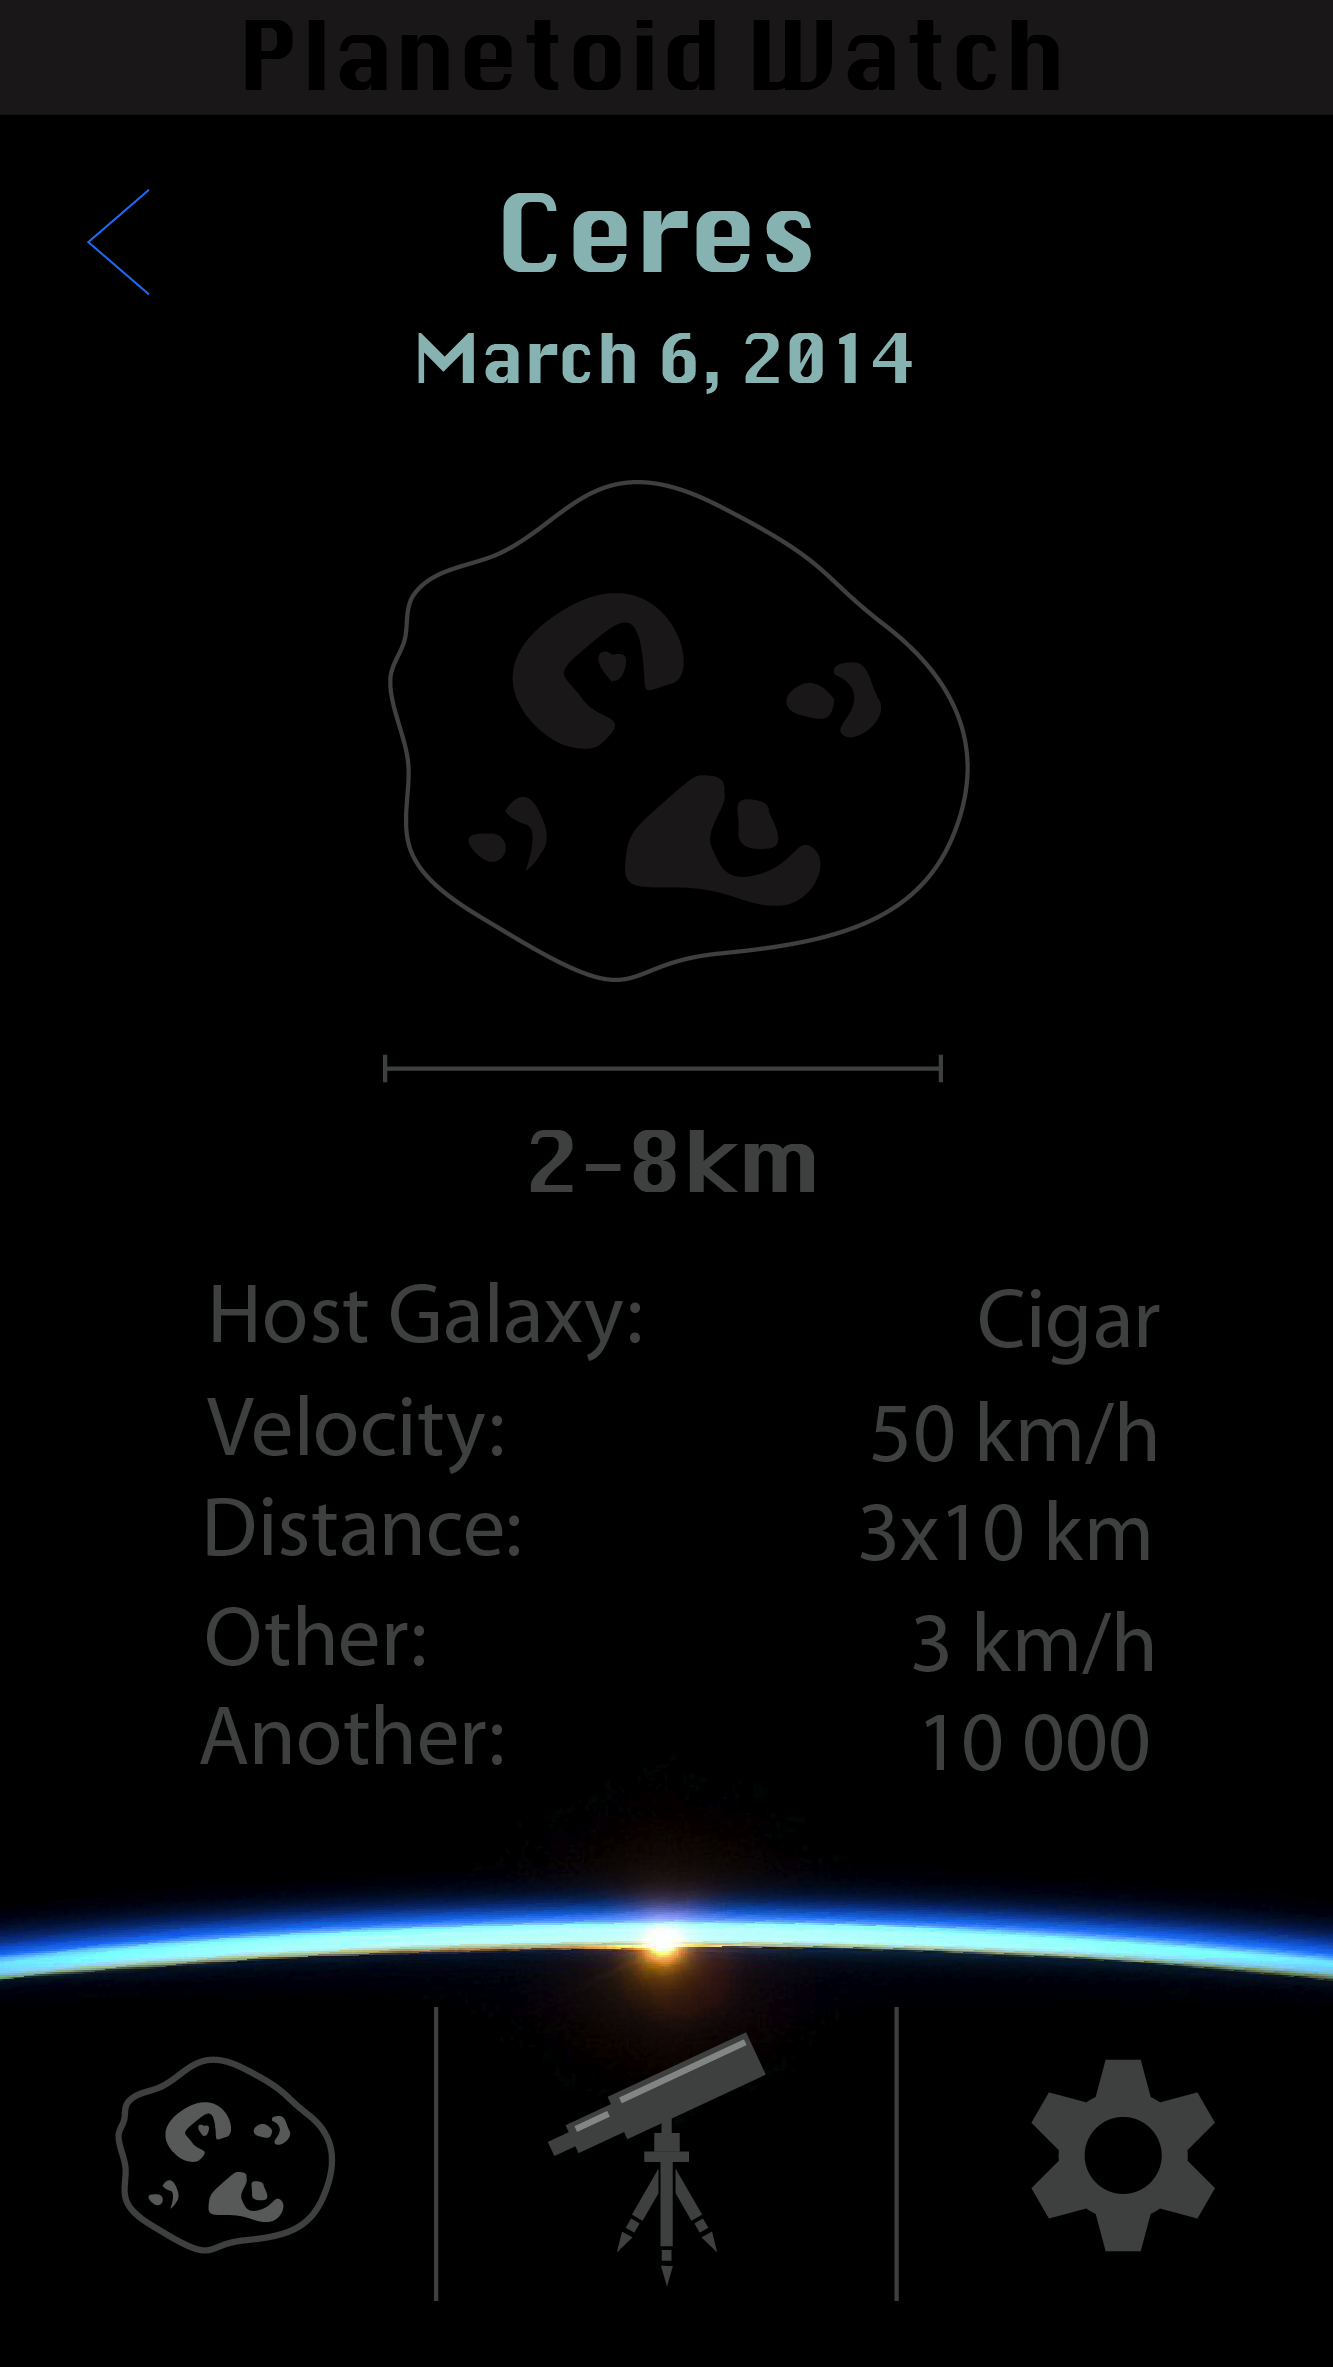 Planetoid Watch
Ceres
March 6, 2014
2-8km
Host Galaxy: Cigar
Velocity: 50 km/h
Distance: 3x10 km
Other: 3 km/h
Another: 10 000